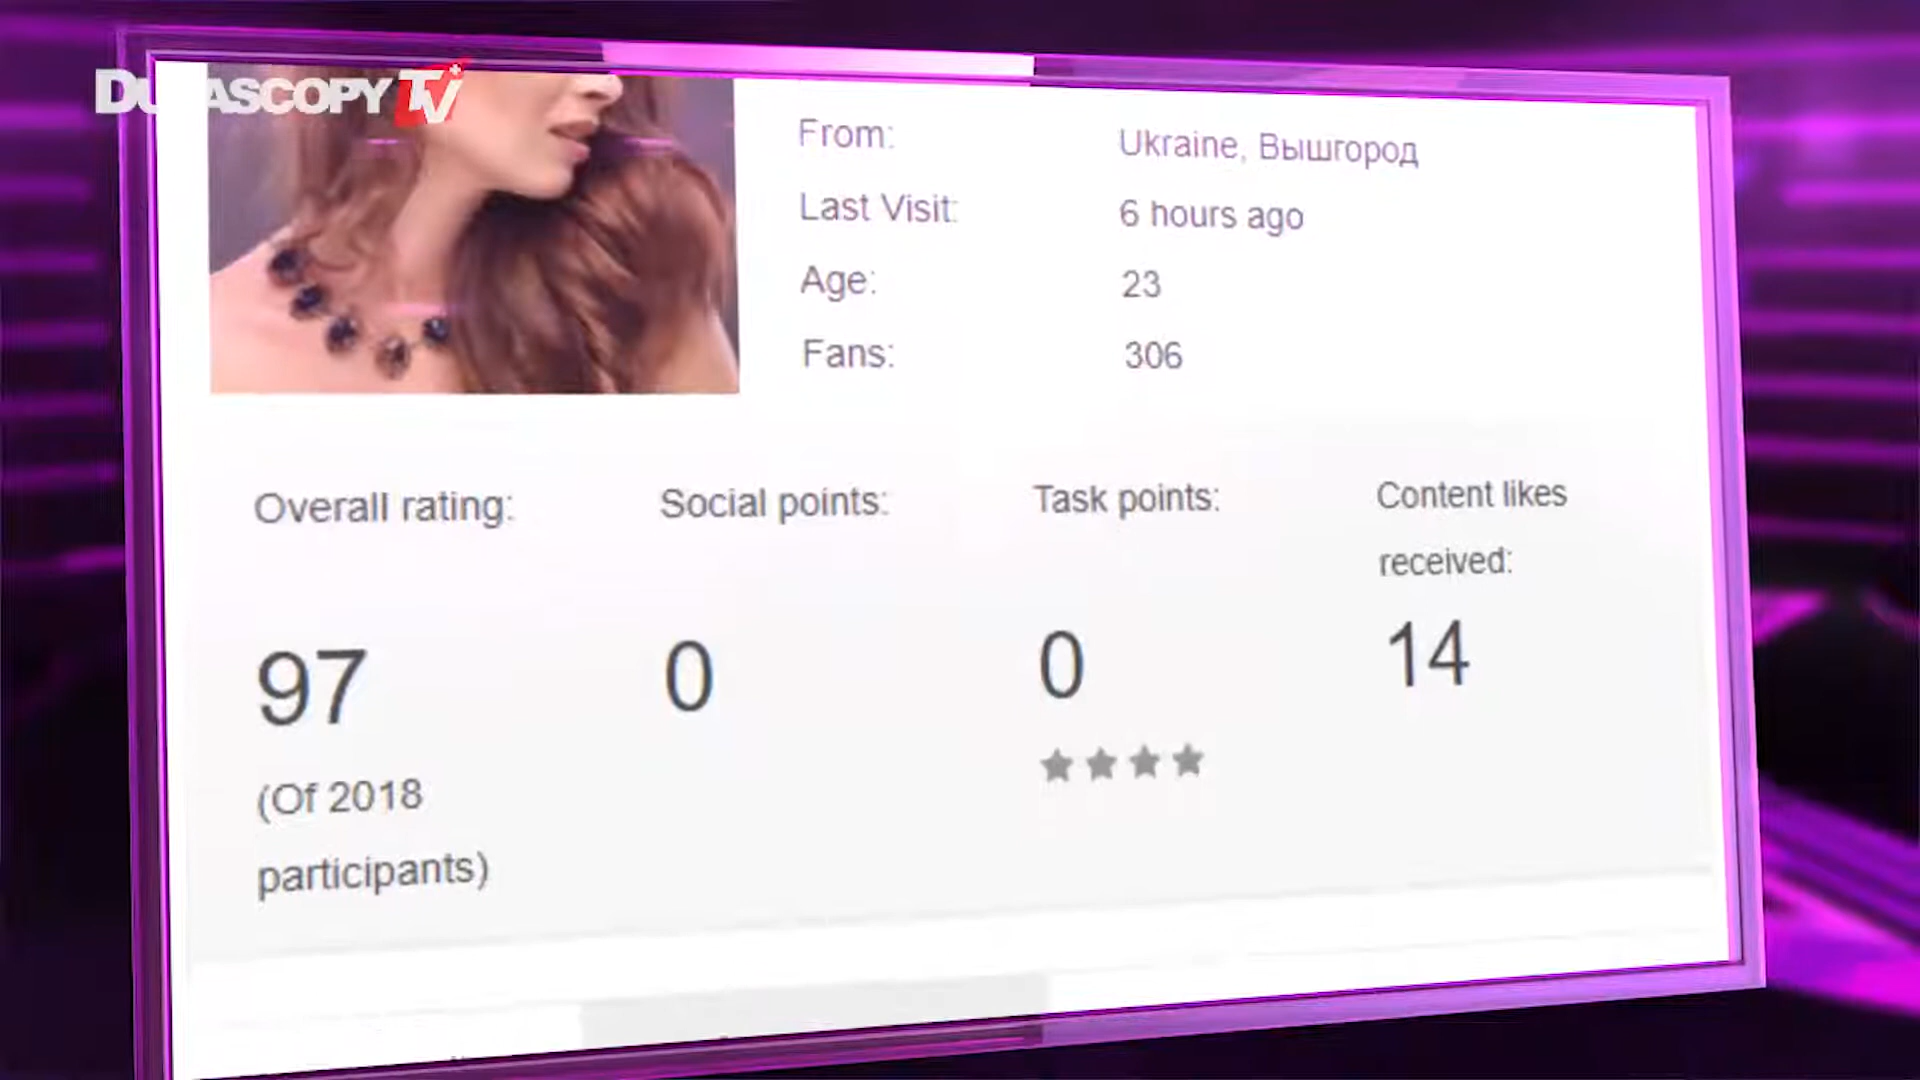 DUKASCOPY TV
From: Ukraine, Вышгород
Last Visit: 6 hours ago
Age: 23
Fans: 306
Overall rating: Social points: Task points: Content likes
received:
97 0 0 14
(Of 2018
participants)